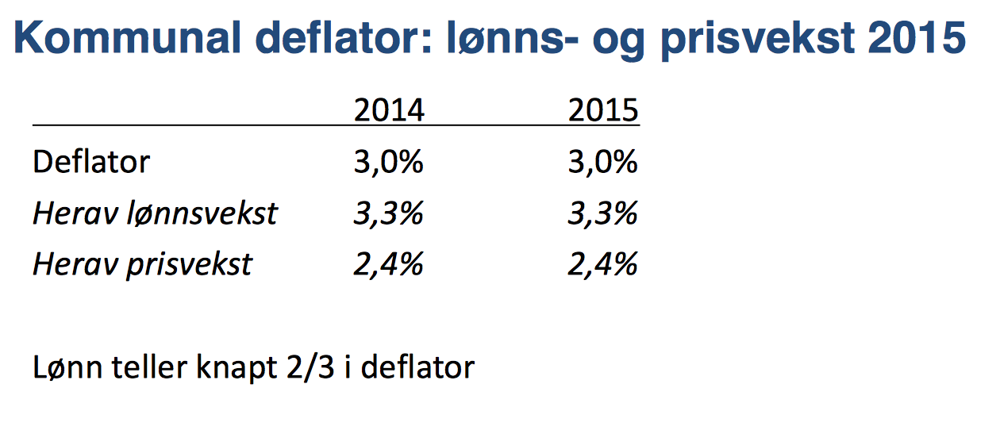 Kommunal deflator: lønns- og prisvekst 2015
2014 2015
Deflator 3,0% 3,0%
Herav lønnsvekst 3,3% 3,3%
Herav prisvekst 2,4% 2,4%
Lønn teller knapt 2/3 i deflator